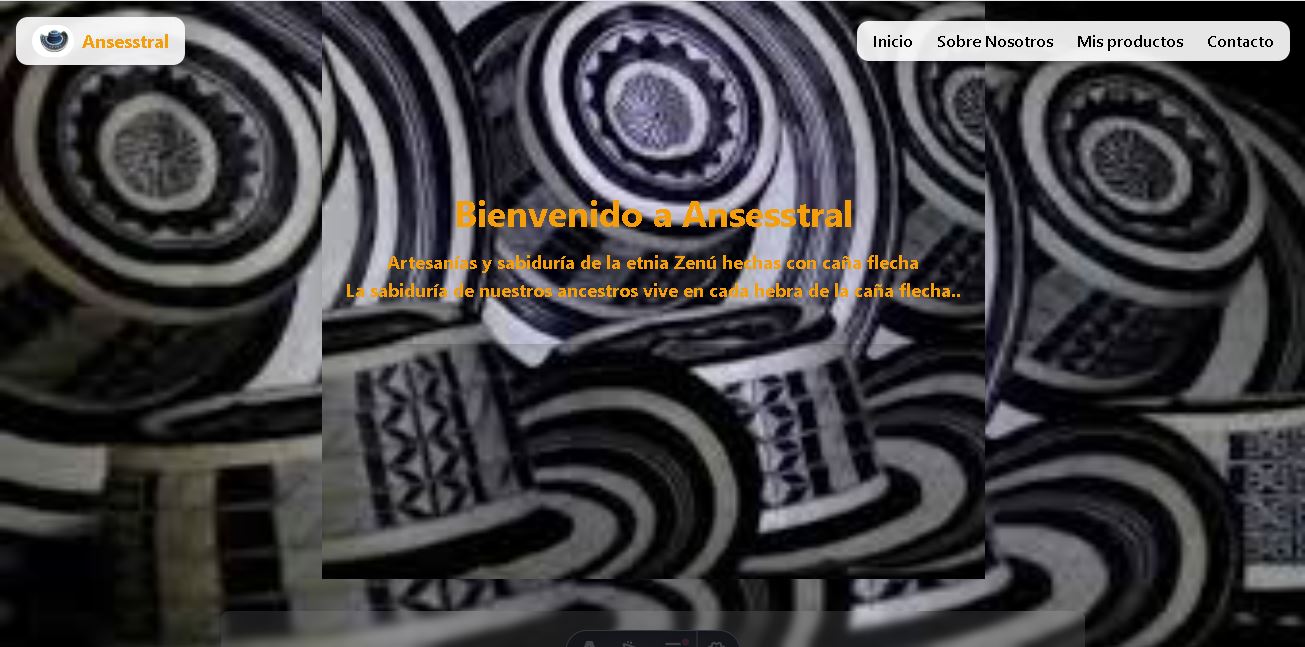 Ansesstral
Inicio Sobre Nosotros Mis productos Contacto
Bienvenido a Ansesstral
Artesanías y sabiduría de la etnia Zenú hechas con caña flecha
La sabiduría de nuestros ancestros vive en cada hebra de la caña flecha..